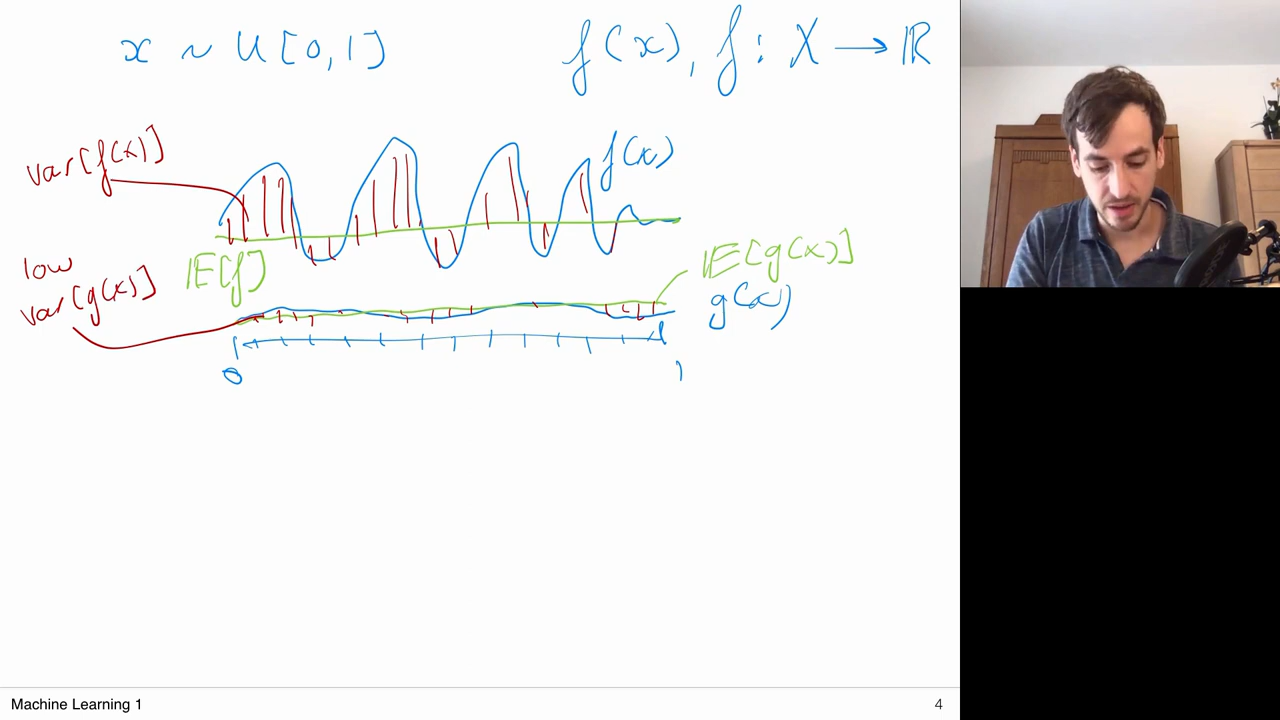 x ~ U[0,1]
f(x), f: X → ℝ
var[f(x)]
f(x)
𝔼[f]
low
var[g(x)]
𝔼[g(x)]
g(x)
0
1
Machine Learning 1
4